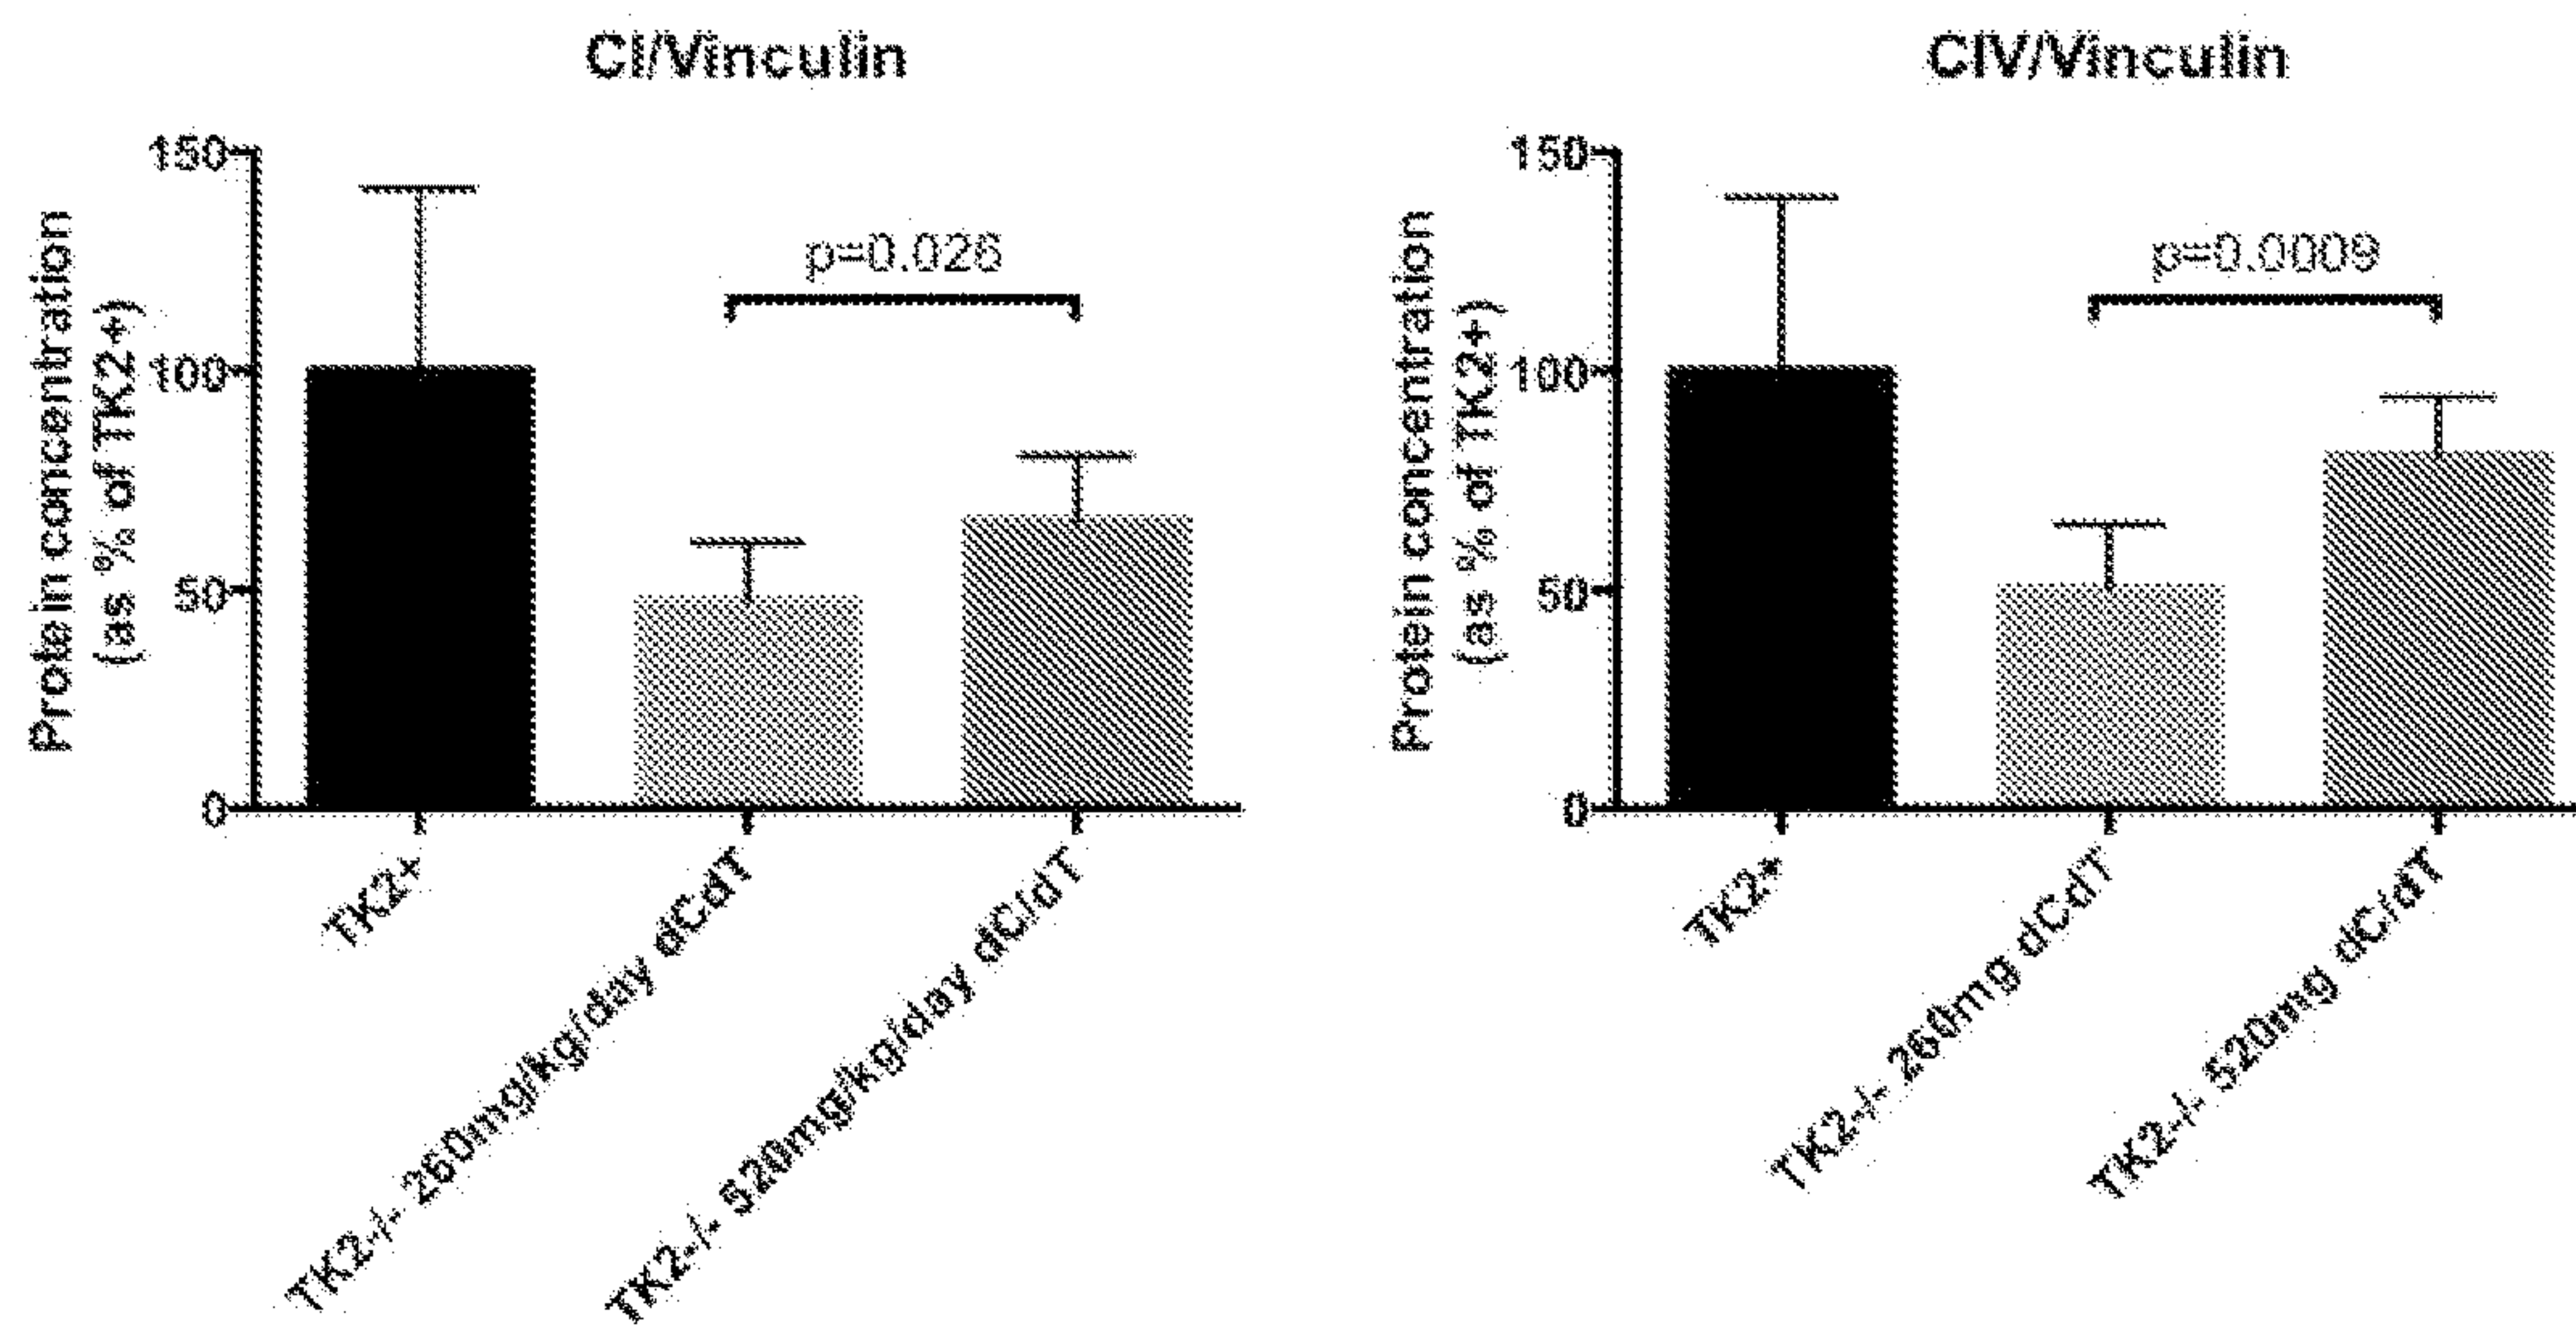 CI/Vinculin
Protein concentration
(as % of TK2+)
150
100
50
0
p=0.026
TK2+
TK2-/- 260mg/kg/day dCdT
TK2-/- 520mg/kg/day dC/dT
CIV/Vinculin
Protein concentration
(as % of TK2+)
150
100
50
0
p=0.0009
TK2+
TK2-/- 260mg dCdT
TK2-/- 520mg dC/dT